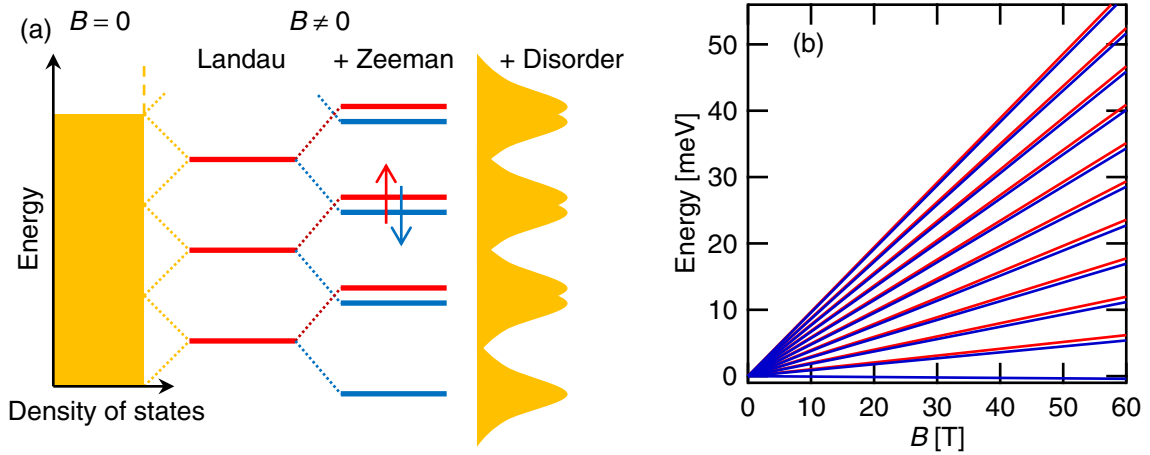 (a)
B = 0
B ≠ 0
Landau
+ Zeeman
+ Disorder
Energy
Density of states
(b)
Energy [meV]
50
40
30
20
10
0
0
10
20
30
40
50
60
B [T]